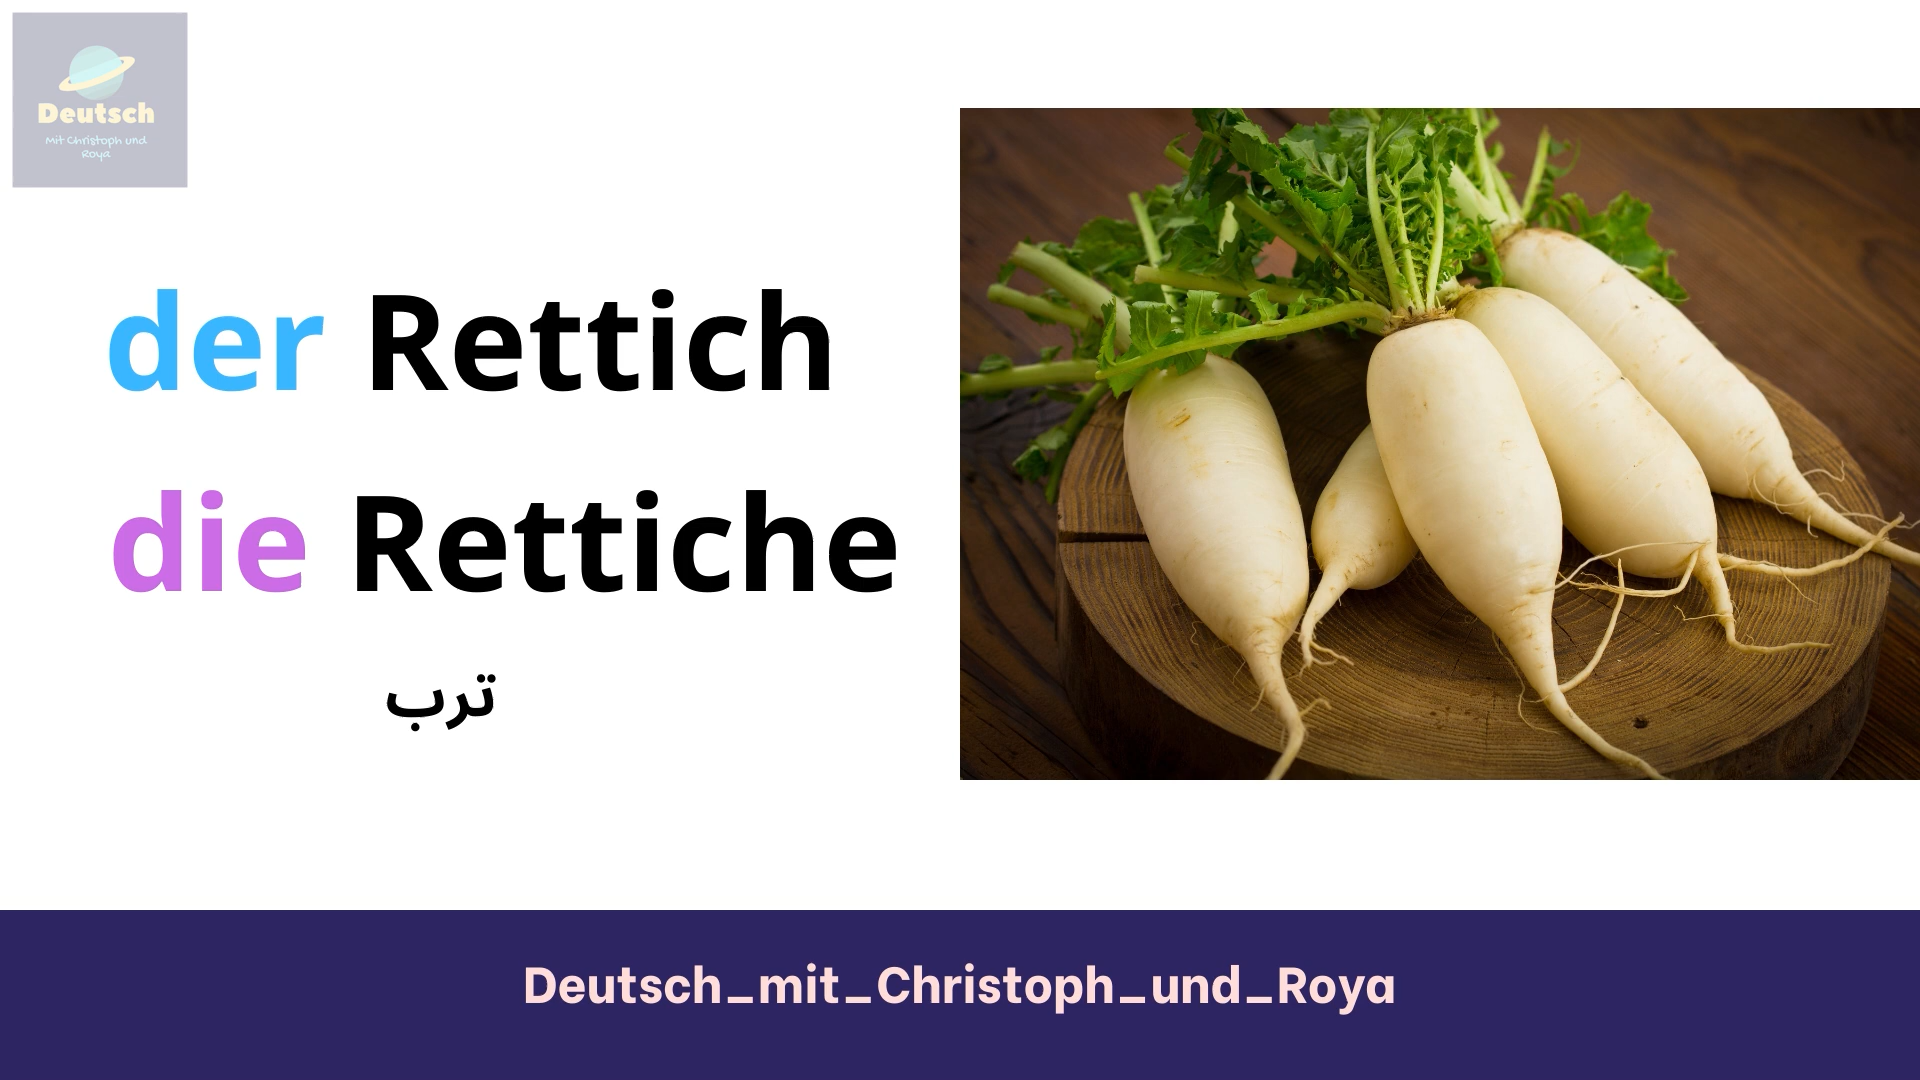 Deutsch
Mit Christoph und
Roya
der Rettich
die Rettiche
ترب
Deutsch_mit_Christoph_und_Roya